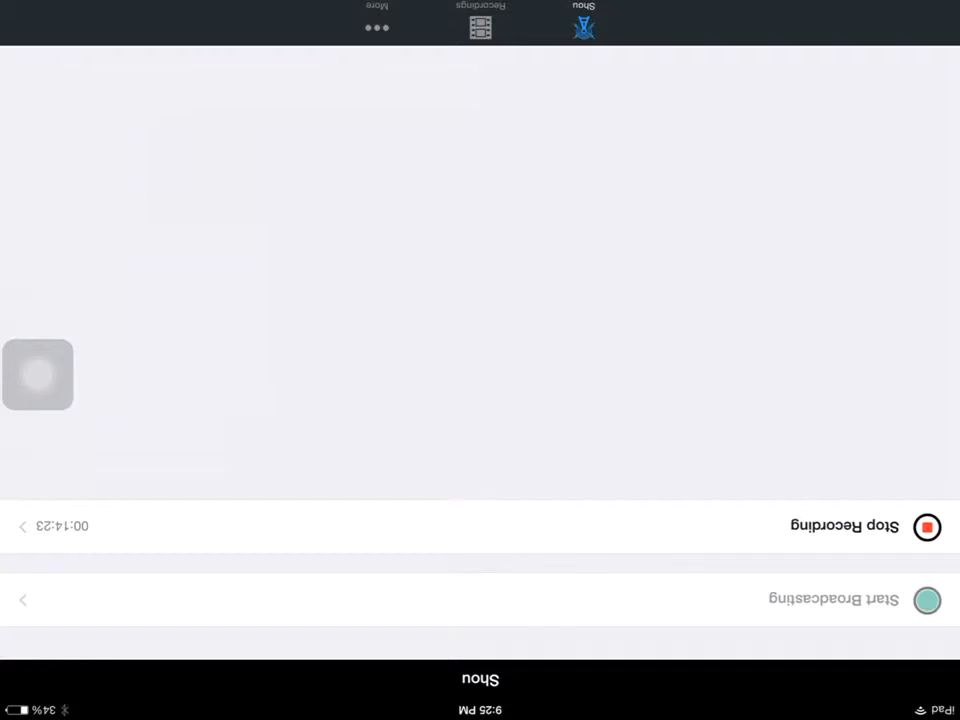 iPad 9:25 PM 34%
Shou
Start Broadcasting
Stop Recording 00:14:23
Shou Recordings More